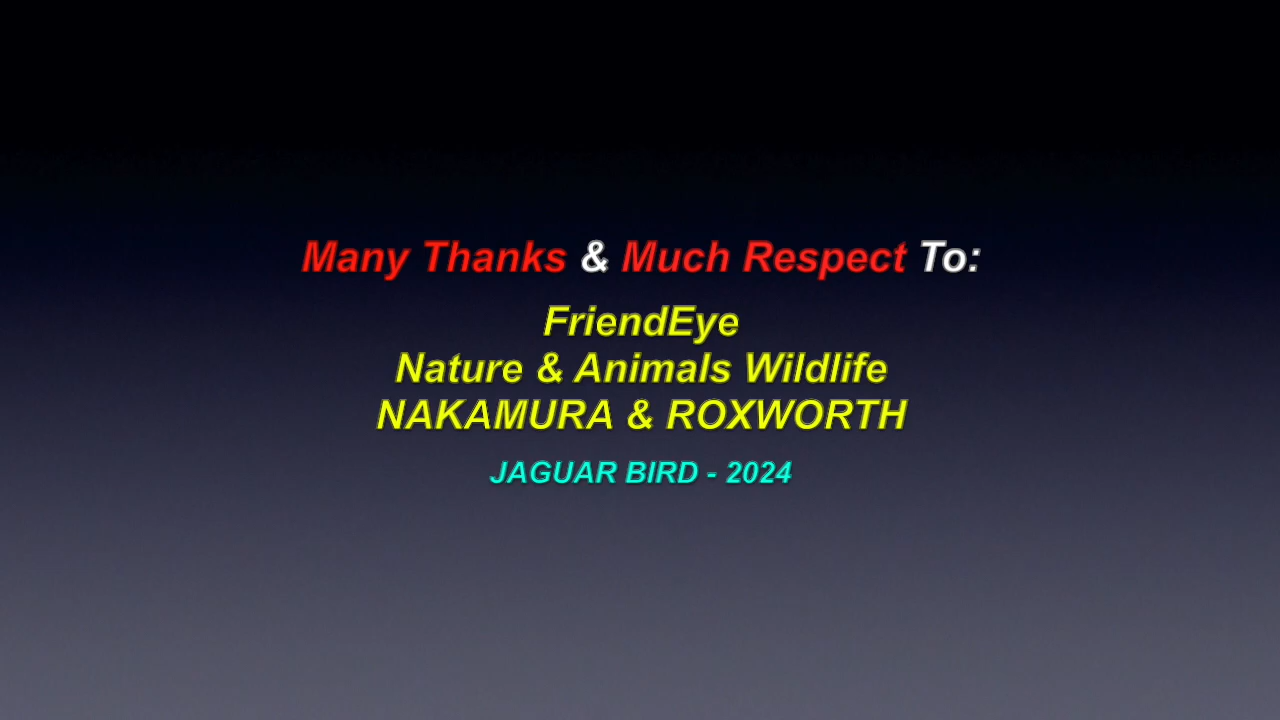 Many Thanks & Much Respect To:
FriendEye
Nature & Animals Wildlife
NAKAMURA & ROXWORTH
JAGUAR BIRD - 2024